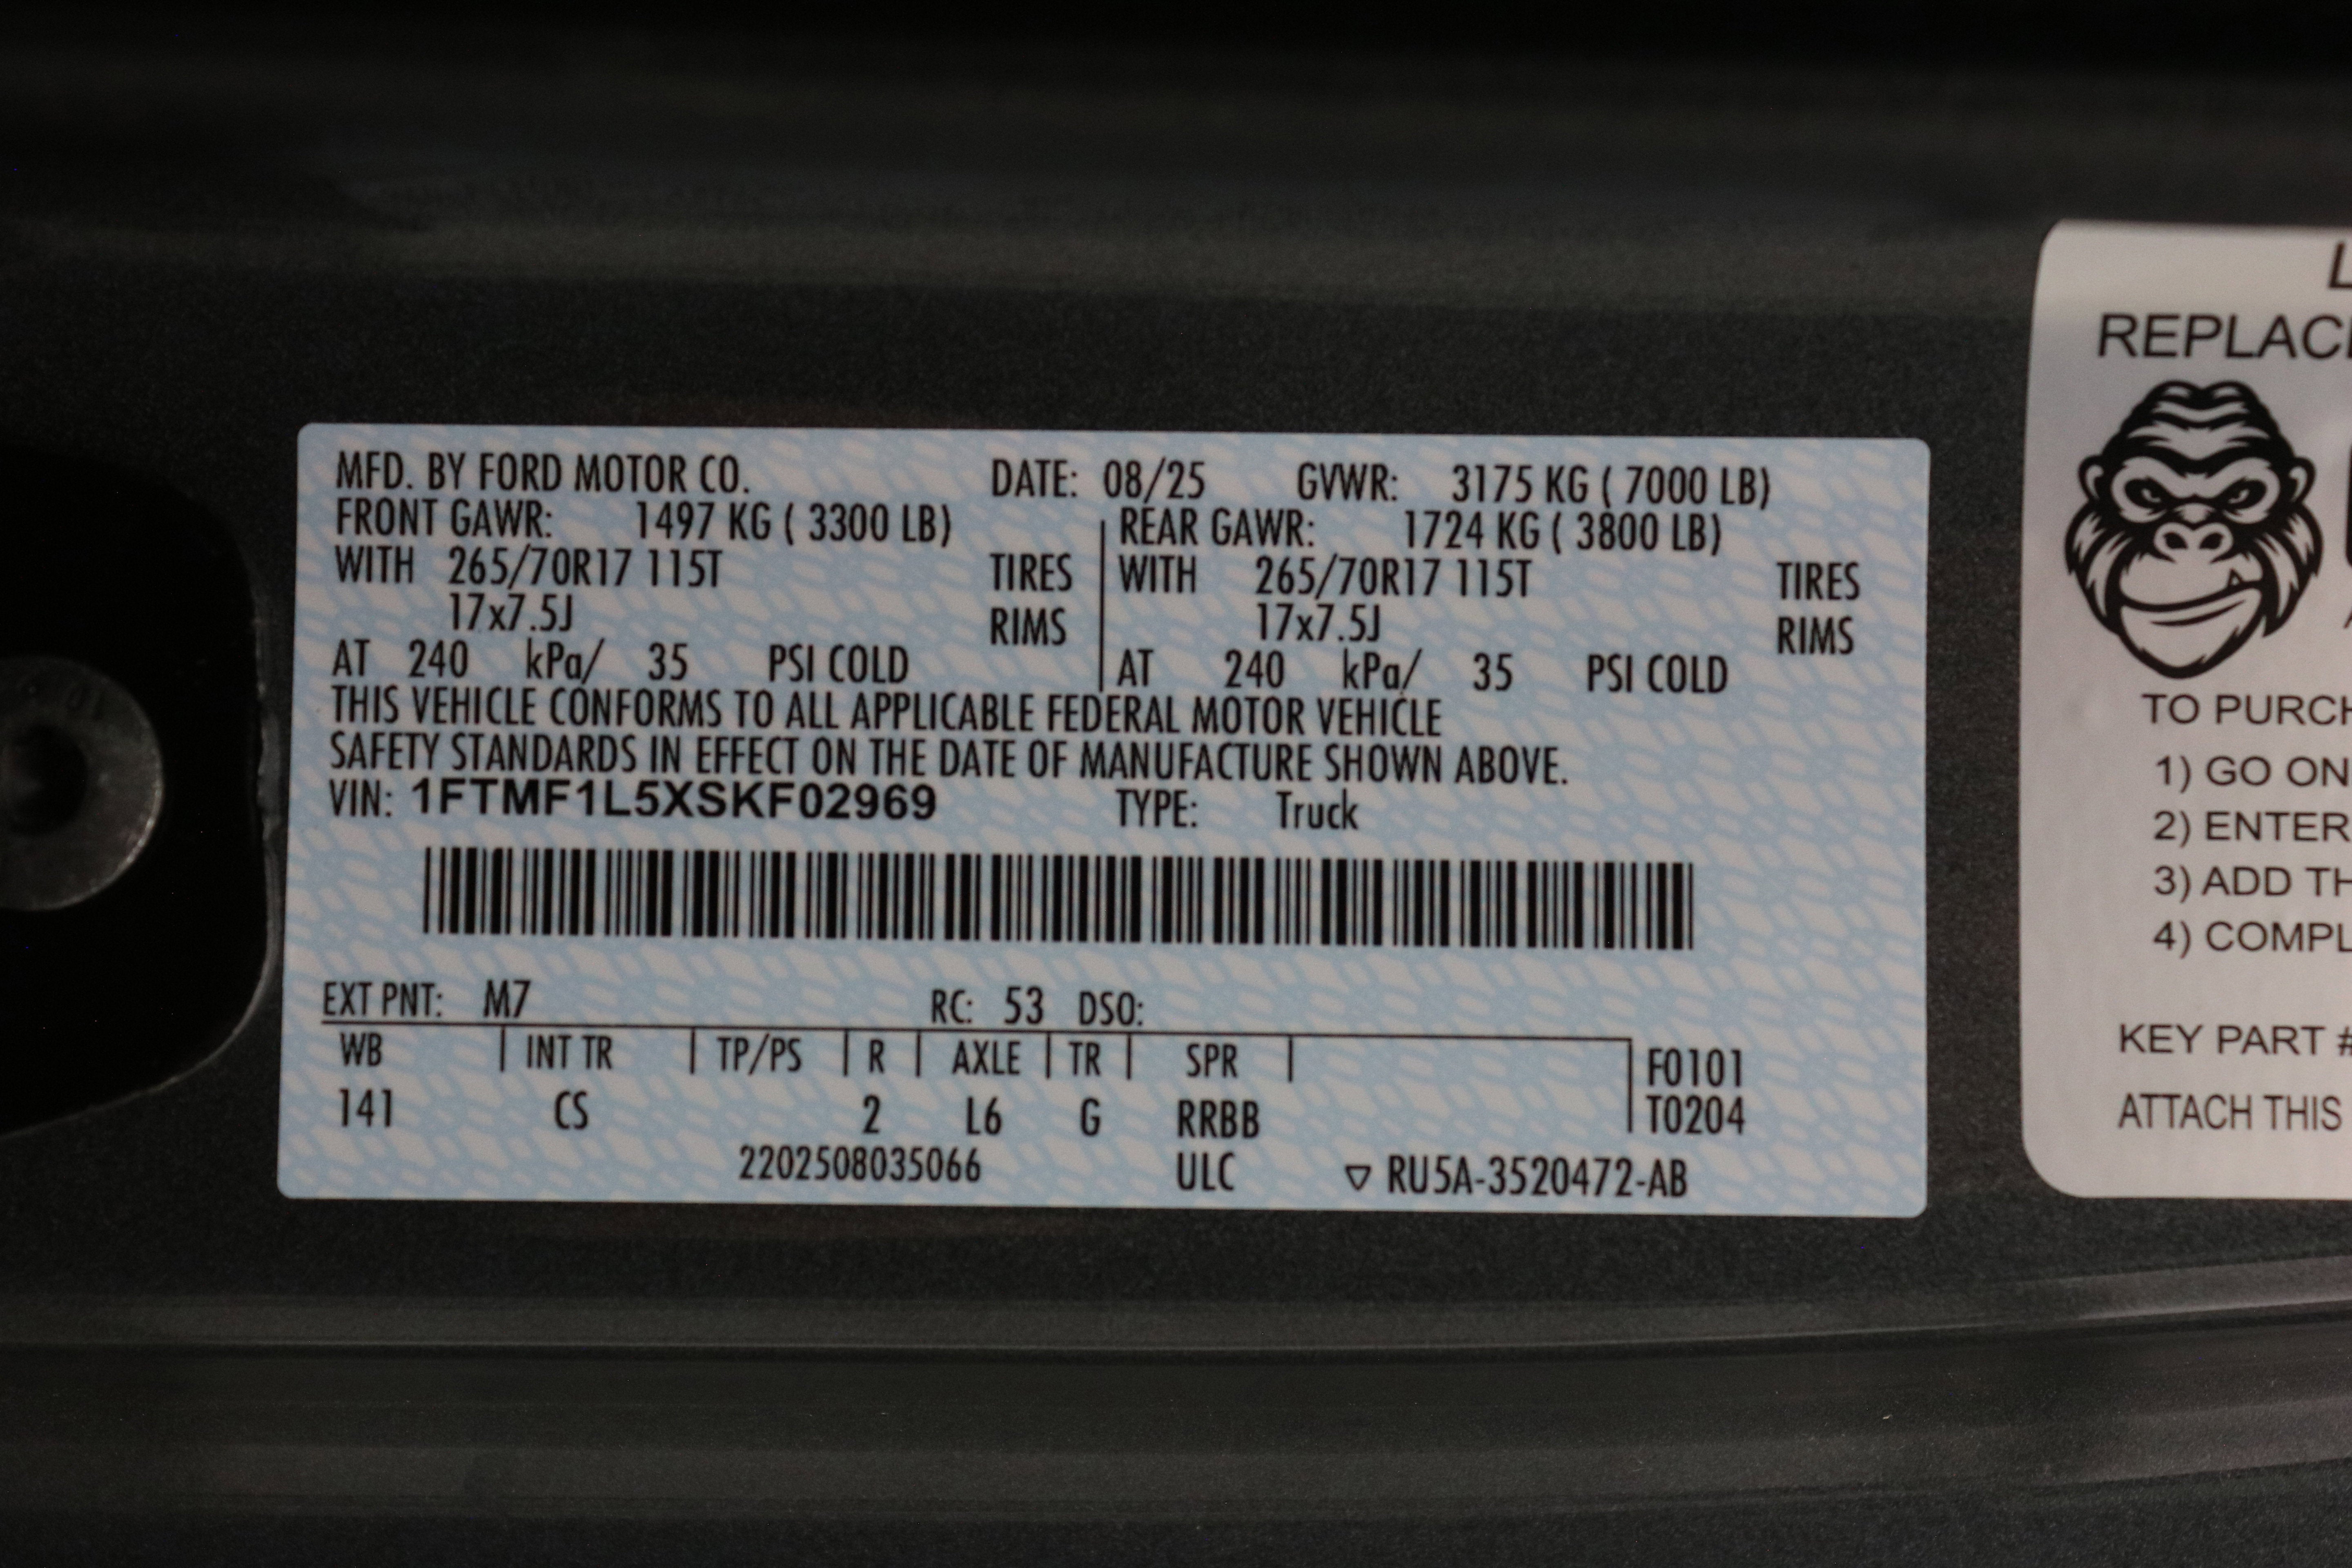 MFD. BY FORD MOTOR CO. DATE: 08/25 GVWR: 3175 KG ( 7000 LB)
FRONT GAWR: 1497 KG ( 3300 LB) REAR GAWR: 1724 KG ( 3800 LB)
WITH 265/70R17 115T TIRES WITH 265/70R17 115T TIRES
17x7.5J RIMS 17x7.5J RIMS
AT 240 kPa/ 35 PSI COLD AT 240 kPa/ 35 PSI COLD
THIS VEHICLE CONFORMS TO ALL APPLICABLE FEDERAL MOTOR VEHICLE
SAFETY STANDARDS IN EFFECT ON THE DATE OF MANUFACTURE SHOWN ABOVE.
VIN: 1FTMF1L5XSKF02969 TYPE: Truck
EXT PNT: M7 RC: 53 DSO:
WB INT TR TP/PS R AXLE TR SPR F0101
141 CS 2 L6 G RRBB T0204
2202508035066 ULC ▽ RU5A-3520472-AB
TO
1) GO ON
2) ENTER
3) ADD
4)
KEY PART #
ATTACH THIS